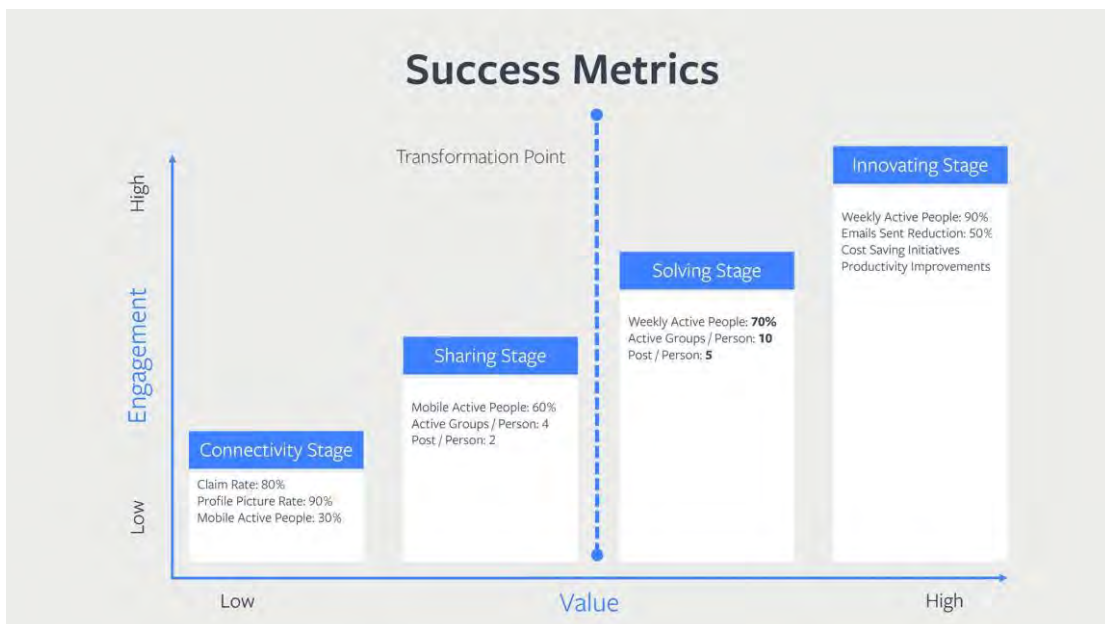 Success Metrics
Transformation Point
High
Engagement
Low
Connectivity Stage
Claim Rate: 80%
Profile Picture Rate: 90%
Mobile Active People: 30%
Sharing Stage
Mobile Active People: 60%
Active Groups / Person: 4
Post / Person: 2
Solving Stage
Weekly Active People: 70%
Active Groups / Person: 10
Post / Person: 5
Innovating Stage
Weekly Active People: 90%
Emails Sent Reduction: 50%
Cost Saving Initiatives
Productivity Improvements
Low
Value
High